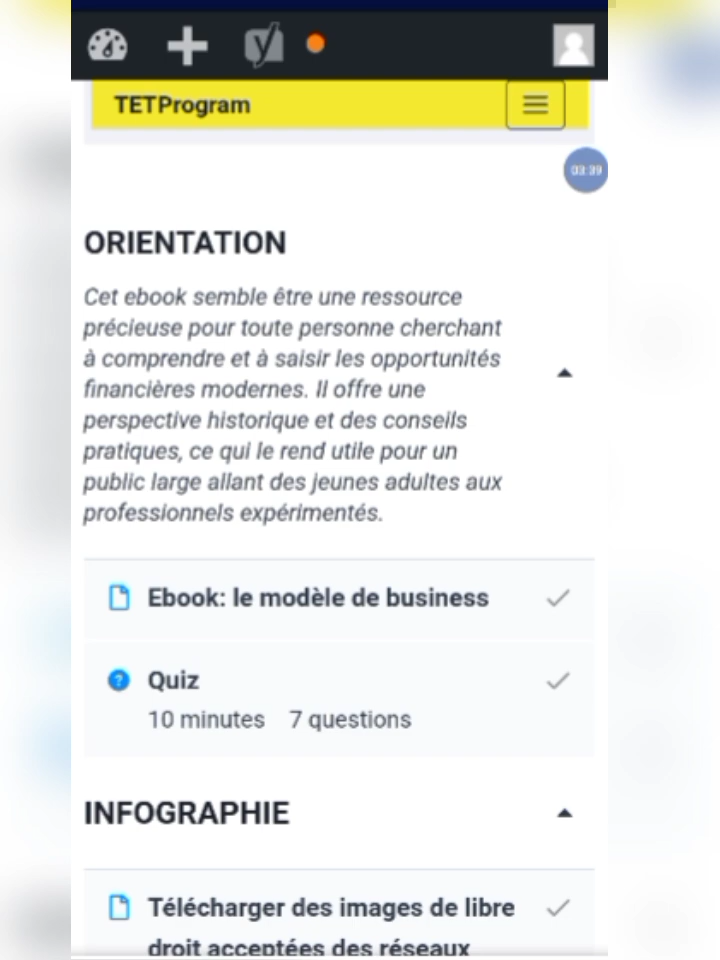 TETProgram
03:39
ORIENTATION
Cet ebook semble être une ressource
précieuse pour toute personne cherchant
à comprendre et à saisir les opportunités
financières modernes. Il offre une
perspective historique et des conseils
pratiques, ce qui le rend utile pour un
public large allant des jeunes adultes aux
professionnels expérimentés.
Ebook: le modèle de business
Quiz
10 minutes 7 questions
INFOGRAPHIE
Télécharger des images de libre
droit acceptées des réseaux